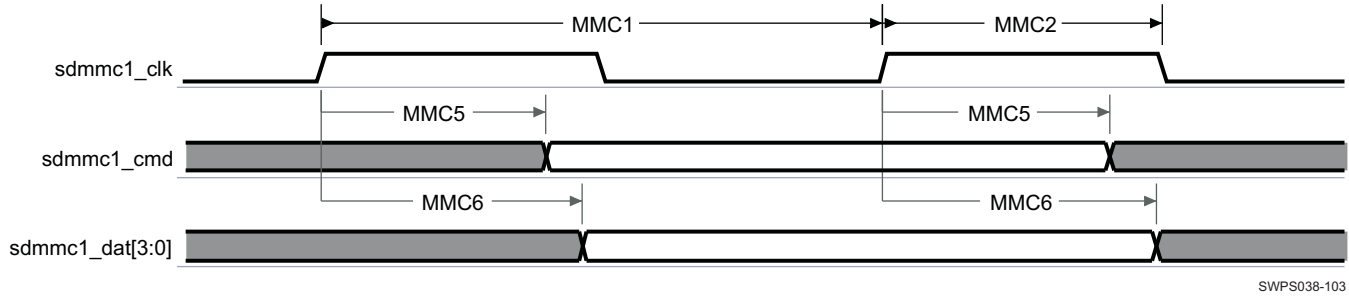 MMC1
MMC2
sdmmc1_clk
MMC5
MMC5
sdmmc1_cmd
MMC6
MMC6
sdmmc1_dat[3:0]
SWPS038-103